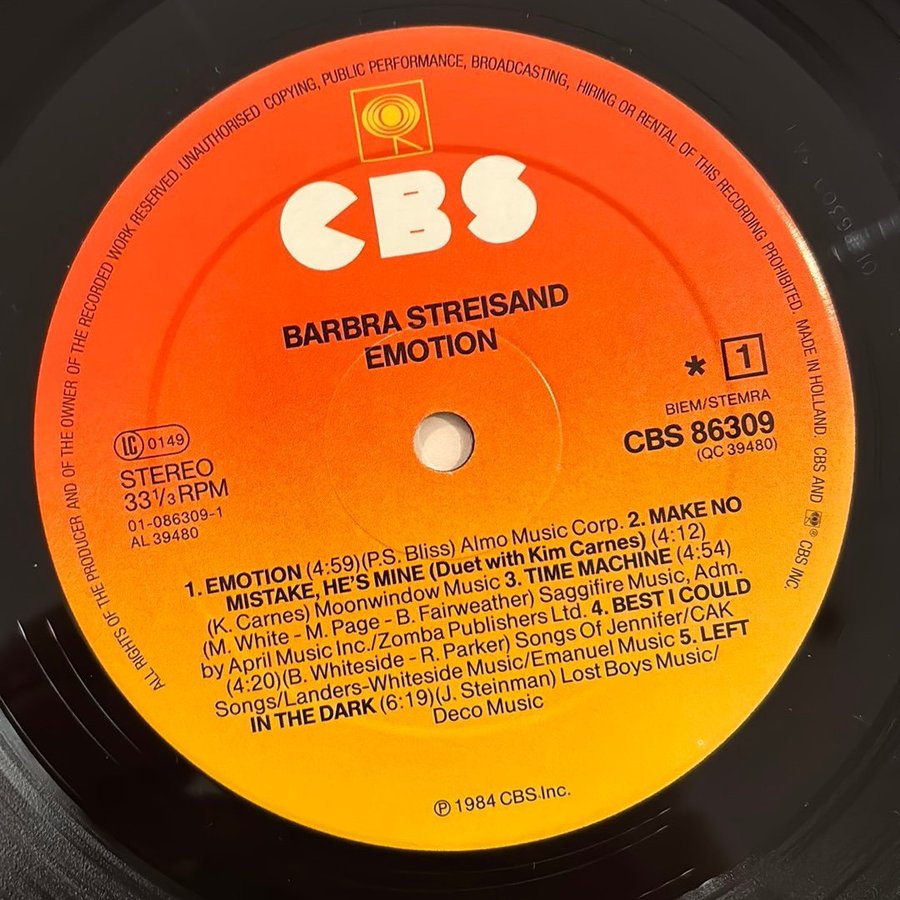 ALL RIGHTS OF THE PRODUCER AND OF THE OWNER OF THE RECORDED WORK RESERVED. UNAUTHORISED COPYING, PUBLIC PERFORMANCE, BROADCASTING, HIRING OR RENTAL OF THIS RECORDING PROHIBITED. MADE IN HOLLAND. CBS AND ® CBS INC.
CBS
BARBRA STREISAND
EMOTION
* 1
BIEM/STEMRA
CBS 86309
(QC 39480)
LC 0149
STEREO
33 1/3 RPM
01-086309-1
AL 39480
1. EMOTION (4:59)(P.S. Bliss) Almo Music Corp. 2. MAKE NO
MISTAKE, HE'S MINE (Duet with Kim Carnes) (4:12)
(K. Carnes) Moonwindow Music 3. TIME MACHINE (4:54)
(M. White - M. Page - B. Fairweather) Saggifire Music, Adm.
by April Music Inc./Zomba Publishers Ltd. 4. BEST I COULD
(4:20)(B. Whiteside - R. Parker) Songs Of Jennifer/CAK
Songs/Landers-Whiteside Music/Emanuel Music 5. LEFT
IN THE DARK (6:19)(J. Steinman) Lost Boys Music/
Deco Music
℗ 1984 CBS.Inc.